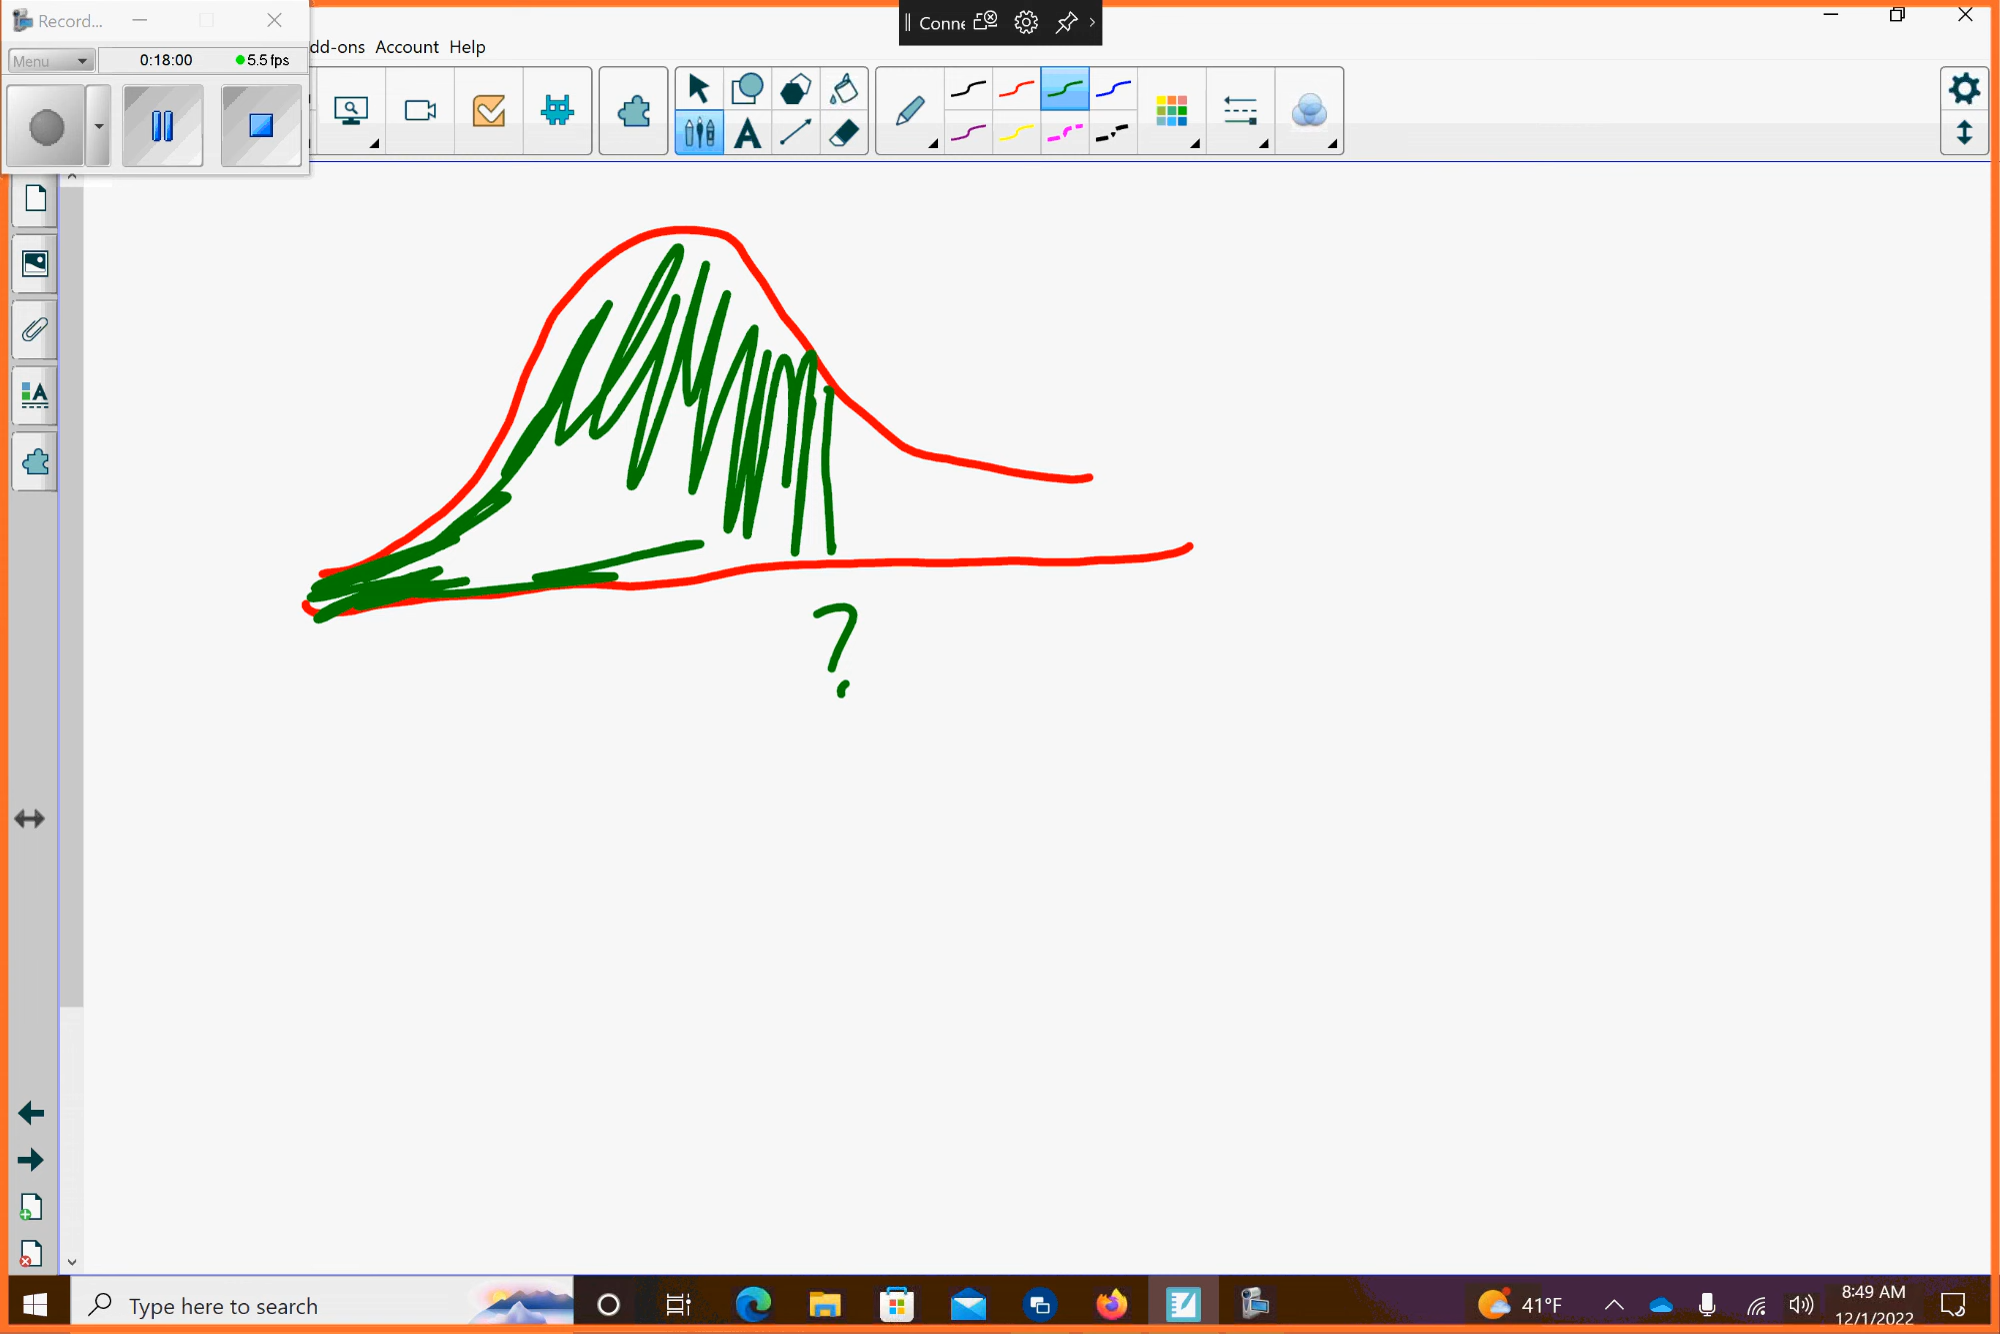 Record...
Menu 0:18:00 5.5 fps
dd-ons Account Help
Conne
A
A
?
Type here to search
41°F
8:49 AM
12/1/2022